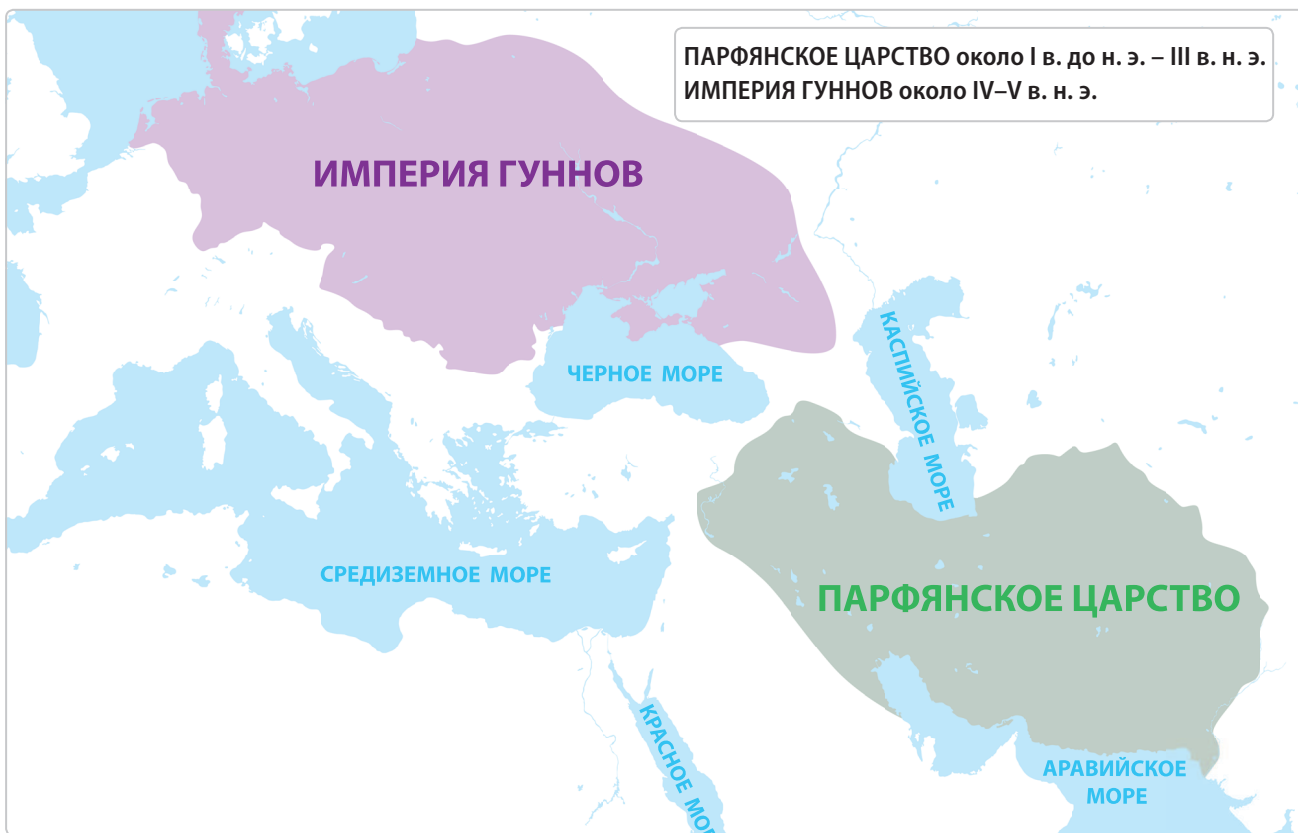 ПАРФЯНСКОЕ ЦАРСТВО около I в. до н. э. – III в. н. э.
ИМПЕРИЯ ГУННОВ около IV–V в. н. э.
ИМПЕРИЯ ГУННОВ
ЧЕРНОЕ МОРЕ
КАСПИЙСКОЕ МОРЕ
СРЕДИЗЕМНОЕ МОРЕ
ПАРФЯНСКОЕ ЦАРСТВО
КРАСНОЕ МОР
АРАВИЙСКОЕ
МОРЕ